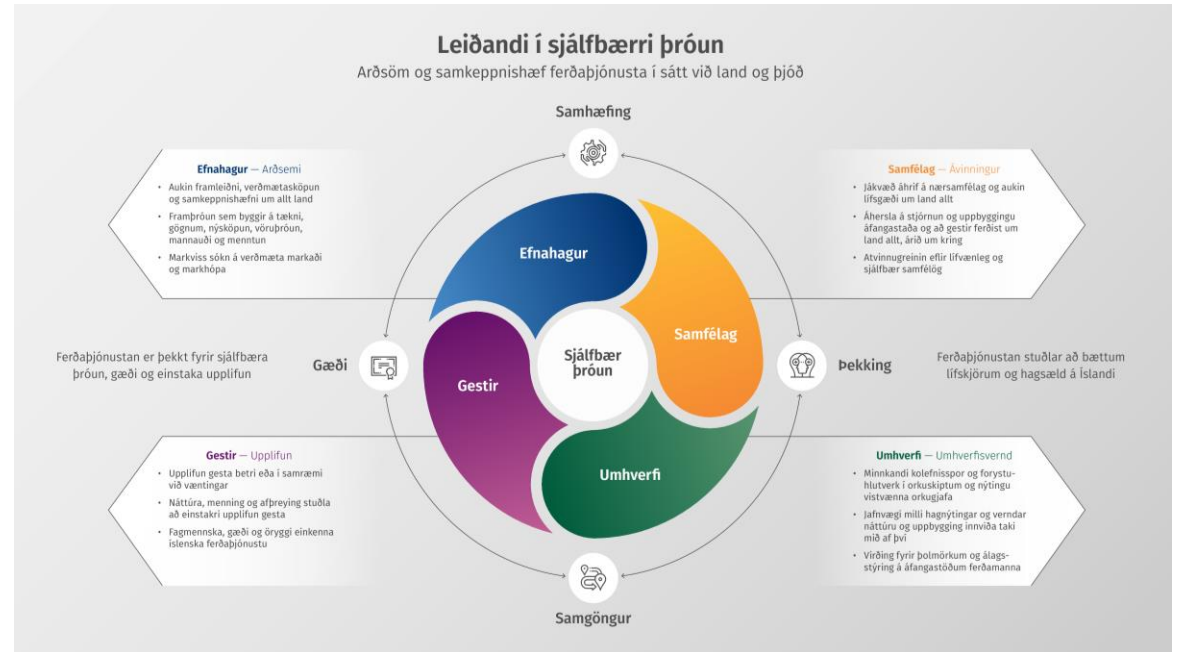 Leiðandi í sjálfbærri þróun
Arðsöm og samkeppnishæf ferðaþjónusta í sátt við land og þjóð
Samhæfing
Efnahagur — Arðsemi
• Aukin framleiðni, verðmætasköpun
og samkeppnishæfni um allt land
• Framþróun sem byggir á tækni,
gögnum, nýsköpun, vöruþróun,
mannauði og menntun
• Markviss sókn á verðmæta markaði
og markhópa
Samfélag — Ávinningur
• Jákvæð áhrif á nærsamfélag og aukin
lífsgæði um land allt
• Áhersla á stjórnun og uppbyggingu
áfangastaða og að gestir ferðist um
land allt, árið um kring
• Atvinnugreinin eflir lífvænleg og
sjálfbær samfélög
Efnahagur
Samfélag
Sjálfbær
þróun
Gestir
Umhverfi
Ferðaþjónustan er þekkt fyrir sjálfbæra
þróun, gæði og einstaka upplifun
Gæði
Þekking
Ferðaþjónustan stuðlar að bættum
lífskjörum og hagsæld á Íslandi
Gestir — Upplifun
• Upplifun gesta betri eða í samræmi
við væntingar
• Náttúra, menning og afþreying stuðla
að einstakri upplifun gesta
• Fagmennska, gæði og öryggi einkenna
íslenska ferðaþjónustu
Umhverfi — Umhverfisvernd
• Minnkandi kolefnisspor og forystu-
hlutverk í orkuskiptum og nýtingu
vistvænna orkugjafa
• Jafnvægi milli hagnýtingar og verndar
náttúru og uppbygging innviða taki
mið af því
• Virðing fyrir þolmörkum og álags-
stýring á áfangastöðum ferðamanna
Samgöngur